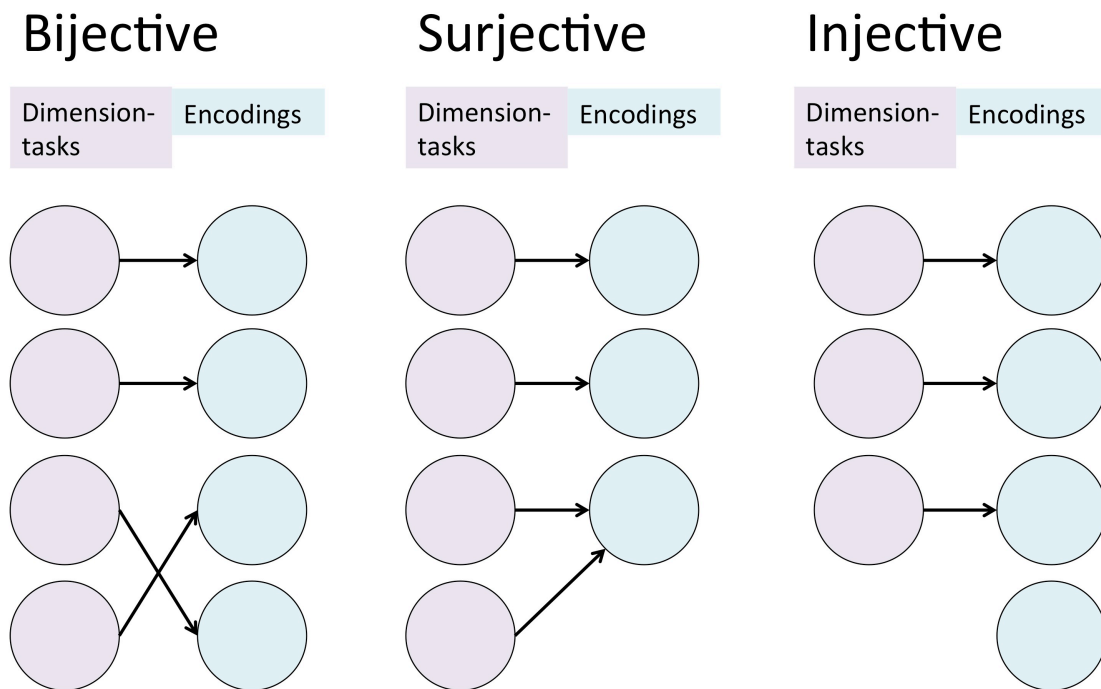 Bijective
Surjective
Injective
Dimension-
tasks
Encodings
Dimension-
tasks
Encodings
Dimension-
tasks
Encodings